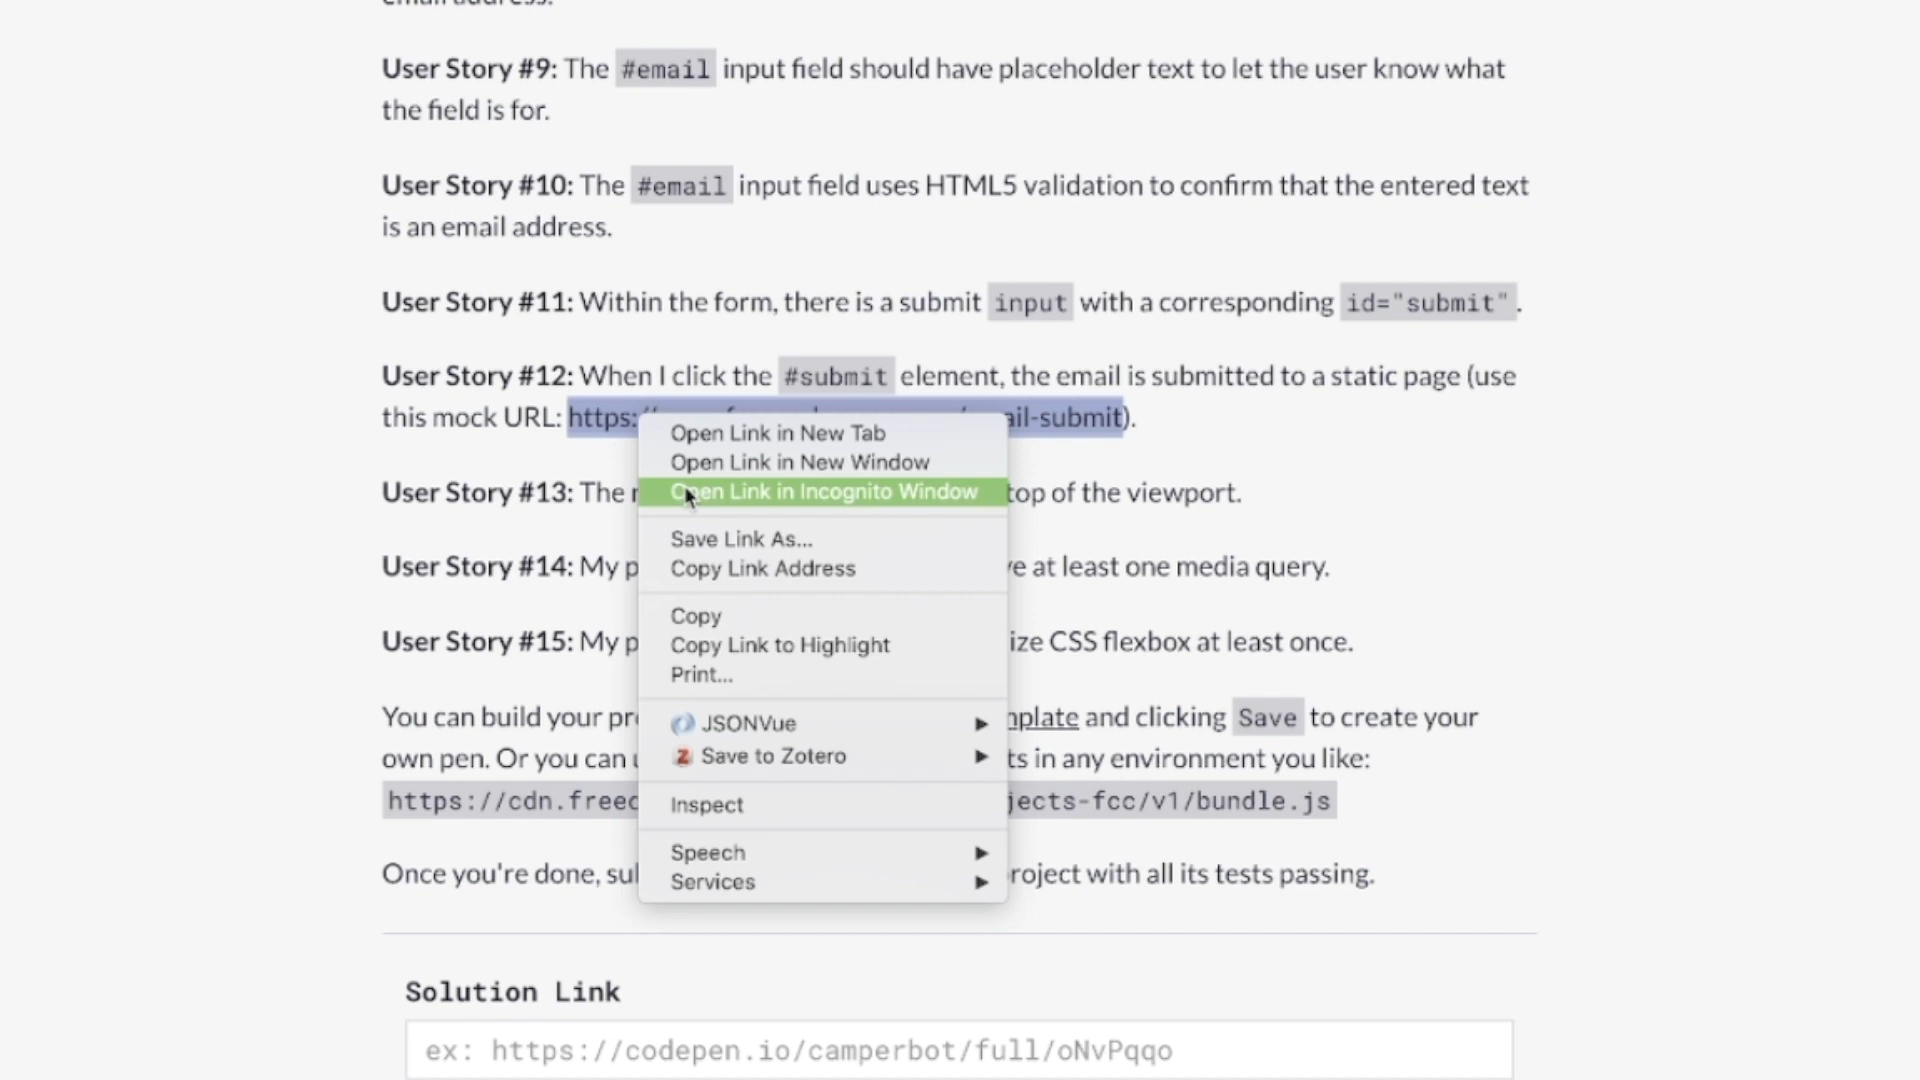 email address.
User Story #9: The #email input field should have placeholder text to let the user know what
the field is for.
User Story #10: The #email input field uses HTML5 validation to confirm that the entered text
is an email address.
User Story #11: Within the form, there is a submit input with a corresponding id="submit".
User Story #12: When I click the #submit element, the email is submitted to a static page (use
this mock URL: https:/ ail-submit).
Open Link in New Tab
Open Link in New Window
Open Link in Incognito Window
Save Link As...
Copy Link Address
Copy
Copy Link to Highlight
Print...
JSONVue
Save to Zotero
Inspect
Speech
Services
User Story #13: The top of the viewport.
User Story #14: My p e at least one media query.
User Story #15: My p ize CSS flexbox at least once.
You can build your pr plate and clicking Save to create your
own pen. Or you can ts in any environment you like:
https://cdn.freec jects-fcc/v1/bundle.js
Once you're done, su roject with all its tests passing.
Solution Link
ex: https://codepen.io/camperbot/full/oNvPqqo